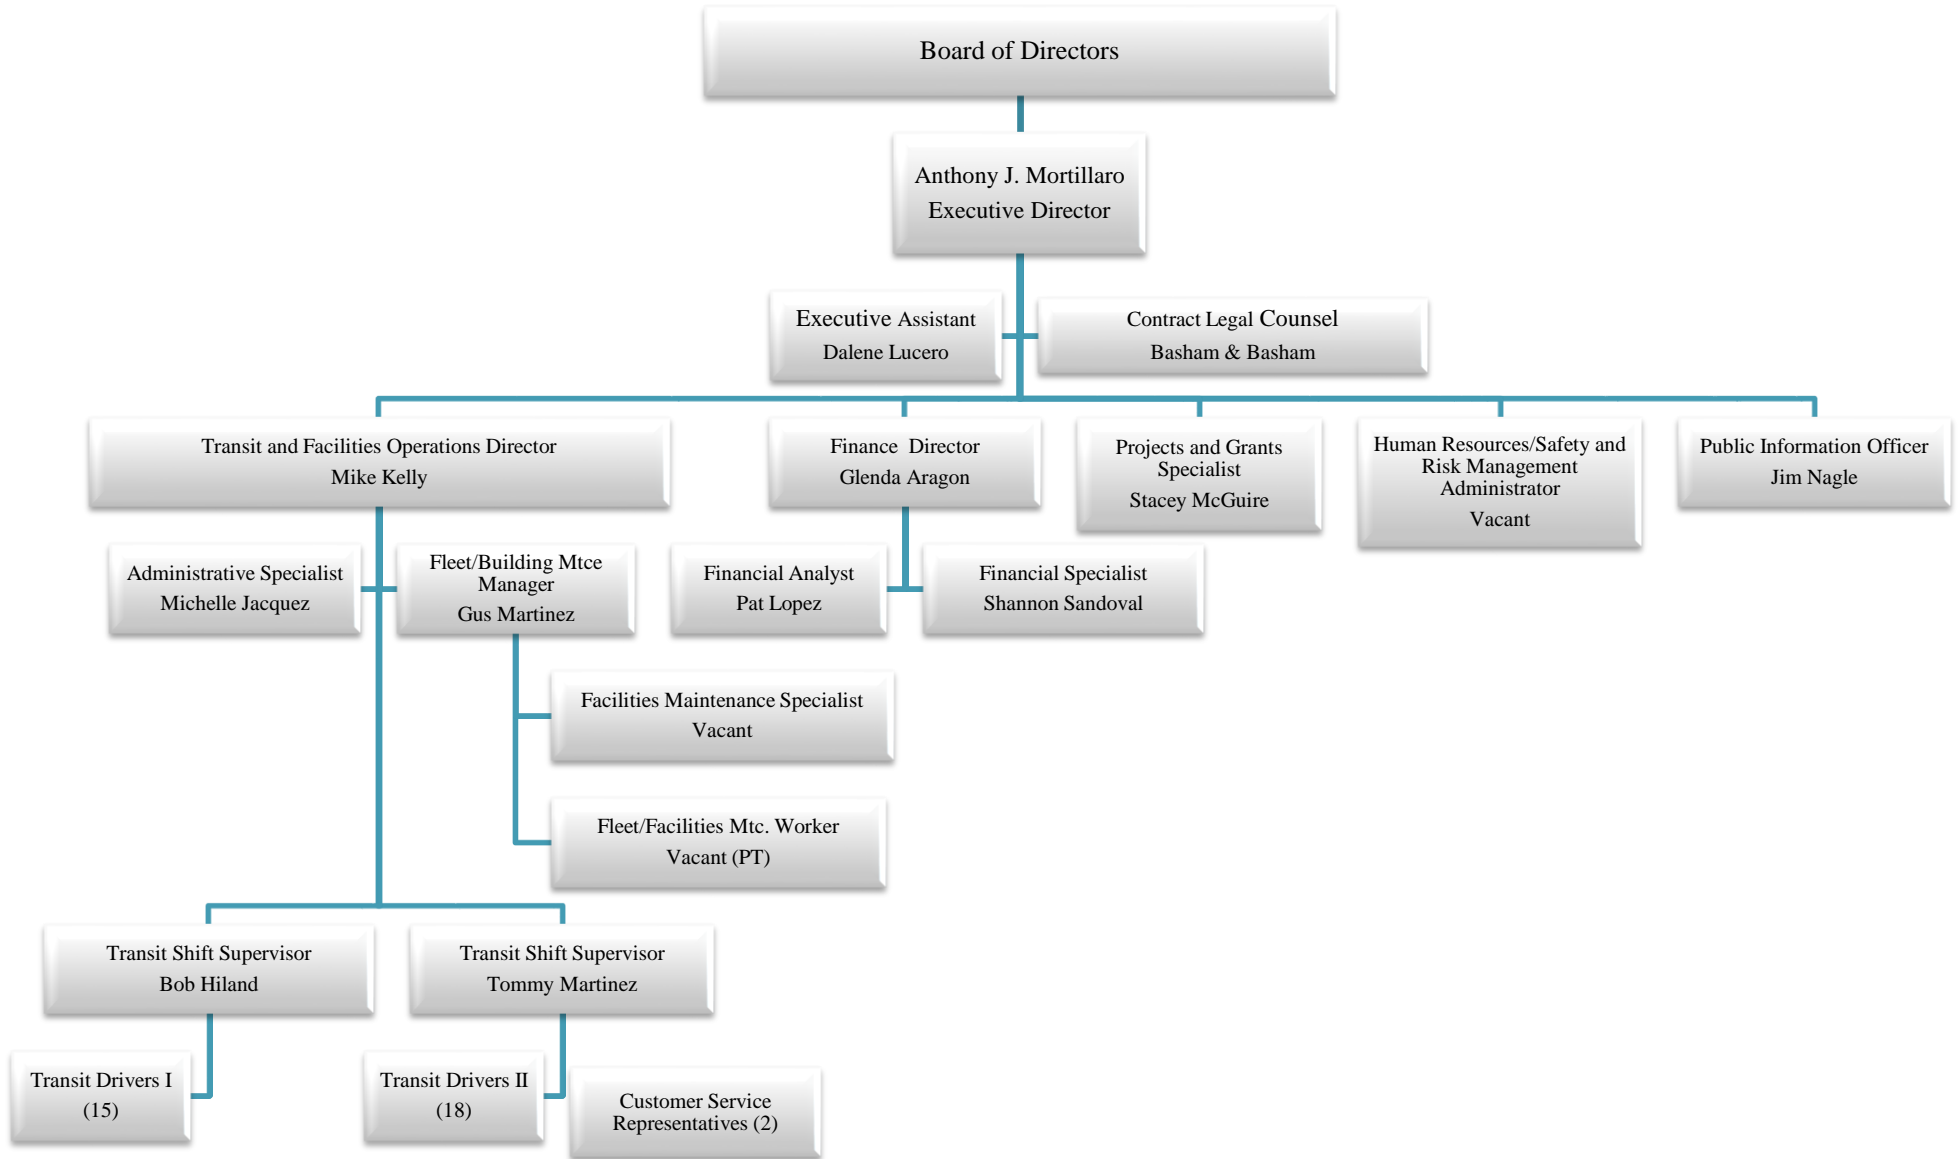 Board of Directors
Anthony J. Mortillaro
Executive Director
Executive Assistant
Dalene Lucero
Contract Legal Counsel
Basham & Basham
Transit and Facilities Operations Director
Mike Kelly
Finance Director
Glenda Aragon
Projects and Grants
Specialist
Stacey McGuire
Human Resources/Safety and
Risk Management
Administrator
Vacant
Public Information Officer
Jim Nagle
Administrative Specialist
Michelle Jacquez
Fleet/Building Mtce
Manager
Gus Martinez
Financial Analyst
Pat Lopez
Financial Specialist
Shannon Sandoval
Facilities Maintenance Specialist
Vacant
Fleet/Facilities Mtc. Worker
Vacant (PT)
Transit Shift Supervisor
Bob Hiland
Transit Shift Supervisor
Tommy Martinez
Transit Drivers I
(15)
Transit Drivers II
(18)
Customer Service
Representatives (2)